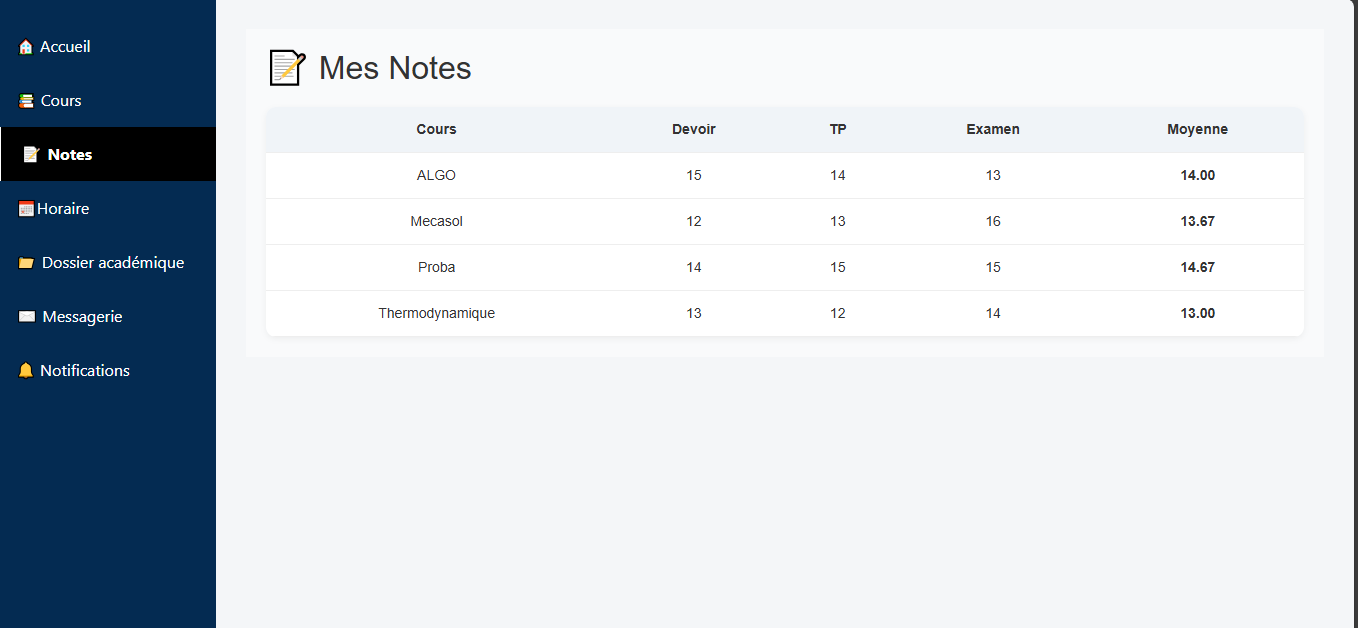 Accueil
Cours
Notes
Horaire
Dossier académique
Messagerie
Notifications
Mes Notes
Cours Devoir TP Examen Moyenne
ALGO 15 14 13 14.00
Mecasol 12 13 16 13.67
Proba 14 15 15 14.67
Thermodynamique 13 12 14 13.00